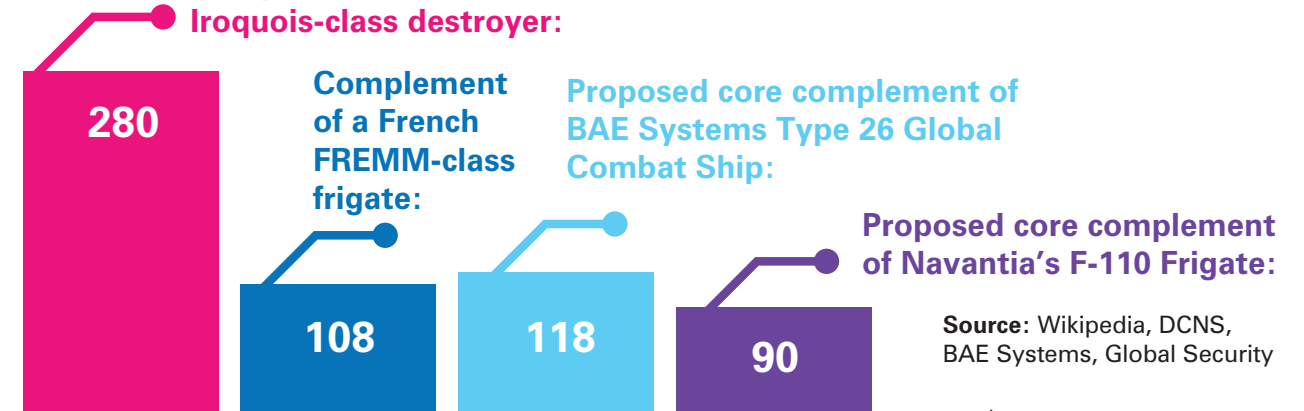 Iroquois-class destroyer:
280
Complement
of a French
FREMM-class
frigate:
108
Proposed core complement of
BAE Systems Type 26 Global
Combat Ship:
118
Proposed core complement
of Navantia’s F-110 Frigate:
90
Source: Wikipedia, DCNS,
BAE Systems, Global Security